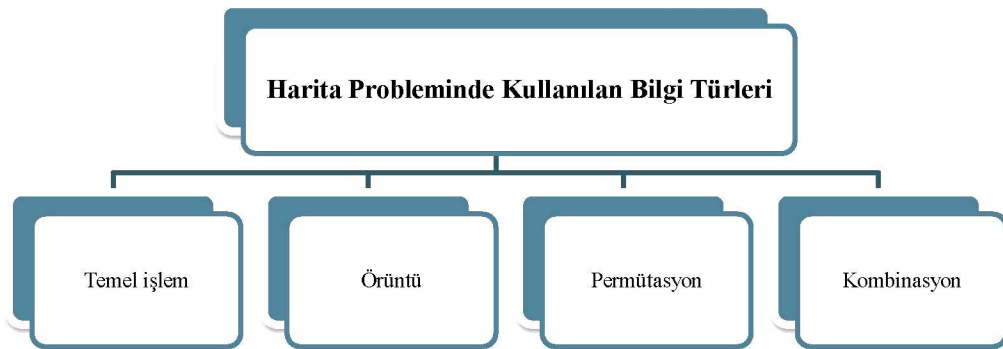 Harita Probleminde Kullanılan Bilgi Türleri
Temel işlem
Örüntü
Permütasyon
Kombinasyon